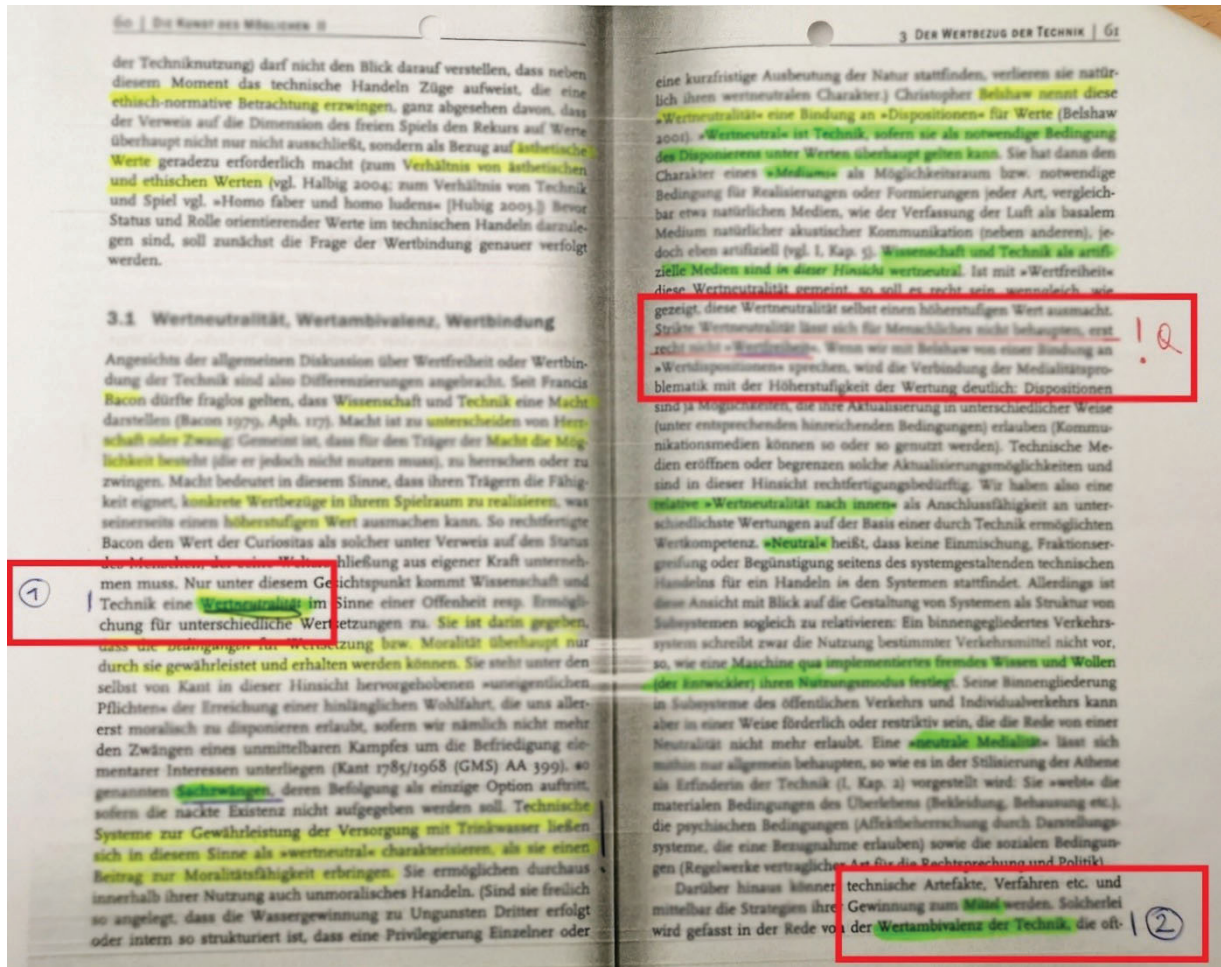 60 | DIE KUNST DES MÖGLICHEN II
der Techniknutzung) darf nicht den Blick darauf verstellen, dass neben
diesem Moment das technische Handeln Züge aufweist, die eine
ethisch-normative Betrachtung erzwingen, ganz abgesehen davon, dass
der Verweis auf die Dimension des freien Spiels den Rekurs auf Werte
überhaupt nicht nur nicht ausschließt, sondern als Bezug auf ästhetische
Werte geradezu erforderlich macht (zum Verhältnis von ästhetischen
und ethischen Werten (vgl. Halbig 2004; zum Verhältnis von Technik
und Spiel vgl. »Homo faber und homo ludens« (Hubig 2003.)) Bevor
Status und Rolle orientierender Werte im technischen Handeln darzule-
gen sind, soll zunächst die Frage der Wertbindung genauer verfolgt
werden.
3.1 Wertneutralität, Wertambivalenz, Wertbindung
Angesichts der allgemeinen Diskussion über Wertfreiheit oder Wertbin-
dung der Technik sind also Differenzierungen angebracht. Seit Francis
Bacon dürfte fraglos gelten, dass Wissenschaft und Technik eine Macht
darstellen (Bacon 1979, Aph. 117). Macht ist zu unterscheiden von Herr-
schaft oder Zwang: Gemeint ist, dass für den Träger der Macht die Mög-
lichkeit besteht (die er jedoch nicht nutzen muss), zu herrschen oder zu
zwingen. Macht bedeutet in diesem Sinne, dass ihren Trägern die Fähig-
keit eignet, konkrete Wertbezüge in ihrem Spielraum zu realisieren, was
seinerseits einen höherstufigen Wert ausmachen kann. So rechtfertigte
Bacon den Wert der Curiositas als solcher unter Verweis auf den Status
des Menschen, der seine Welterschließung aus eigener Kraft unterneh-
men muss. Nur unter diesem Gesichtspunkt kommt Wissenschaft und
① Technik eine Wertneutralität im Sinne einer Offenheit resp. Ermögli-
chung für unterschiedliche Wertsetzungen zu. Sie ist darin gegeben,
dass die Bedingungen für Wertsetzung bzw. Moralität überhaupt nur
durch sie gewährleistet und erhalten werden können. Sie steht unter den
selbst von Kant in dieser Hinsicht hervorgehobenen »uneigentlichen
Pflichten« der Erreichung einer hinlänglichen Wohlfahrt, die uns aller-
erst moralisch zu disponieren erlaubt, sofern wir nämlich nicht mehr
den Zwängen eines unmittelbaren Kampfes um die Befriedigung ele-
mentarer Interessen unterliegen (Kant 1785/1968 (GMS) AA 399). so
genannten Sachzwängen, deren Befolgung als einzige Option auftritt,
sofern die nackte Existenz nicht aufgegeben werden soll. Technische
Systeme zur Gewährleistung der Versorgung mit Trinkwasser ließen
sich in diesem Sinne als »wertneutral« charakterisieren, als sie einen
Beitrag zur Moralitätsfähigkeit erbringen. Sie ermöglichen durchaus
innerhalb ihrer Nutzung auch unmoralisches Handeln. (Sind sie freilich
so angelegt, dass die Wassergewinnung zu Ungunsten Dritter erfolgt
oder intern so strukturiert ist, dass eine Privilegierung Einzelner oder
3 DER WERTBEZUG DER TECHNIK | 61
eine kurzfristige Ausbeutung der Natur stattfinden, verlieren sie natür-
lich ihren wertneutralen Charakter.) Christopher Belshaw nennt diese
»Wertneutralität« eine Bindung an »Dispositionen« für Werte (Belshaw
2001). »Wertneutral« ist Technik, sofern sie als notwendige Bedingung
des Disponierens unter Werten überhaupt gelten kann. Sie hat dann den
Charakter eines »Mediums« als Möglichkeitsraum bzw. notwendige
Bedingung für Realisierungen oder Formierungen jeder Art, vergleich-
bar etwa natürlichen Medien, wie der Verfassung der Luft als basalem
Medium natürlicher akustischer Kommunikation (neben anderen), je-
doch eben artifiziell (vgl. I, Kap. 5). Wissenschaft und Technik als artifi-
zielle Medien sind in dieser Hinsicht wertneutral. Ist mit »Wertfreiheit«
diese Wertneutralität gemeint, so soll es recht sein, wenngleich, wie
gezeigt, diese Wertneutralität selbst einen höherstufigen Wert ausmacht.
Strikte Wertneutralität lässt sich für Menschliches nicht behaupten, erst
recht nicht »Wertfreiheit«. Wenn wir mit Belshaw von einer Bindung an ! Q
»Wertdispositionen« sprechen, wird die Verbindung der Medialitätspro-
blematik mit der Höherstufigkeit der Wertung deutlich: Dispositionen
sind ja Möglichkeiten, die ihre Aktualisierung in unterschiedlicher Weise
(unter entsprechenden hinreichenden Bedingungen) erlauben (Kommu-
nikationsmedien können so oder so genutzt werden). Technische Me-
dien eröffnen oder begrenzen solche Aktualisierungsmöglichkeiten und
sind in dieser Hinsicht rechtfertigungsbedürftig. Wir haben also eine
relative »Wertneutralität nach innen« als Anschlussfähigkeit an unter-
schiedlichste Wertungen auf der Basis einer durch Technik ermöglichten
Wertkompetenz. »Neutral« heißt, dass keine Einmischung, Fraktionser-
greifung oder Begünstigung seitens des systemgestaltenden technischen
Handelns für ein Handeln in den Systemen stattfindet. Allerdings ist
diese Ansicht mit Blick auf die Gestaltung von Systemen als Struktur von
Subsystemen sogleich zu relativieren: Ein binnengegliedertes Verkehrs-
system schreibt zwar die Nutzung bestimmter Verkehrsmittel nicht vor,
so, wie eine Maschine qua implementiertes fremdes Wissen und Wollen
(der Entwickler) ihren Nutzungsmodus festlegt. Seine Binnengliederung
in Subsysteme des öffentlichen Verkehrs und Individualverkehrs kann
aber in einer Weise förderlich oder restriktiv sein, die die Rede von einer
Neutralität nicht mehr erlaubt. Eine »neutrale Medialität« lässt sich
mithin nur allgemein behaupten, so wie es in der Stilisierung der Athene
als Erfinderin der Technik (I, Kap. 2) vorgestellt wird: Sie »webt« die
materialen Bedingungen des Überlebens (Bekleidung, Behausung etc.),
die psychischen Bedingungen (Affektbeherrschung durch Darstellungs-
systeme, die eine Bezugnahme erlauben) sowie die sozialen Bedingun-
gen (Regelwerke vertraglicher Art für die Rechtsprechung und Politik).
Darüber hinaus können technische Artefakte, Verfahren etc. und
mittelbar die Strategien ihrer Gewinnung zum Mittel werden. Solcherlei
wird gefasst in der Rede von der Wertambivalenz der Technik, die oft- ②